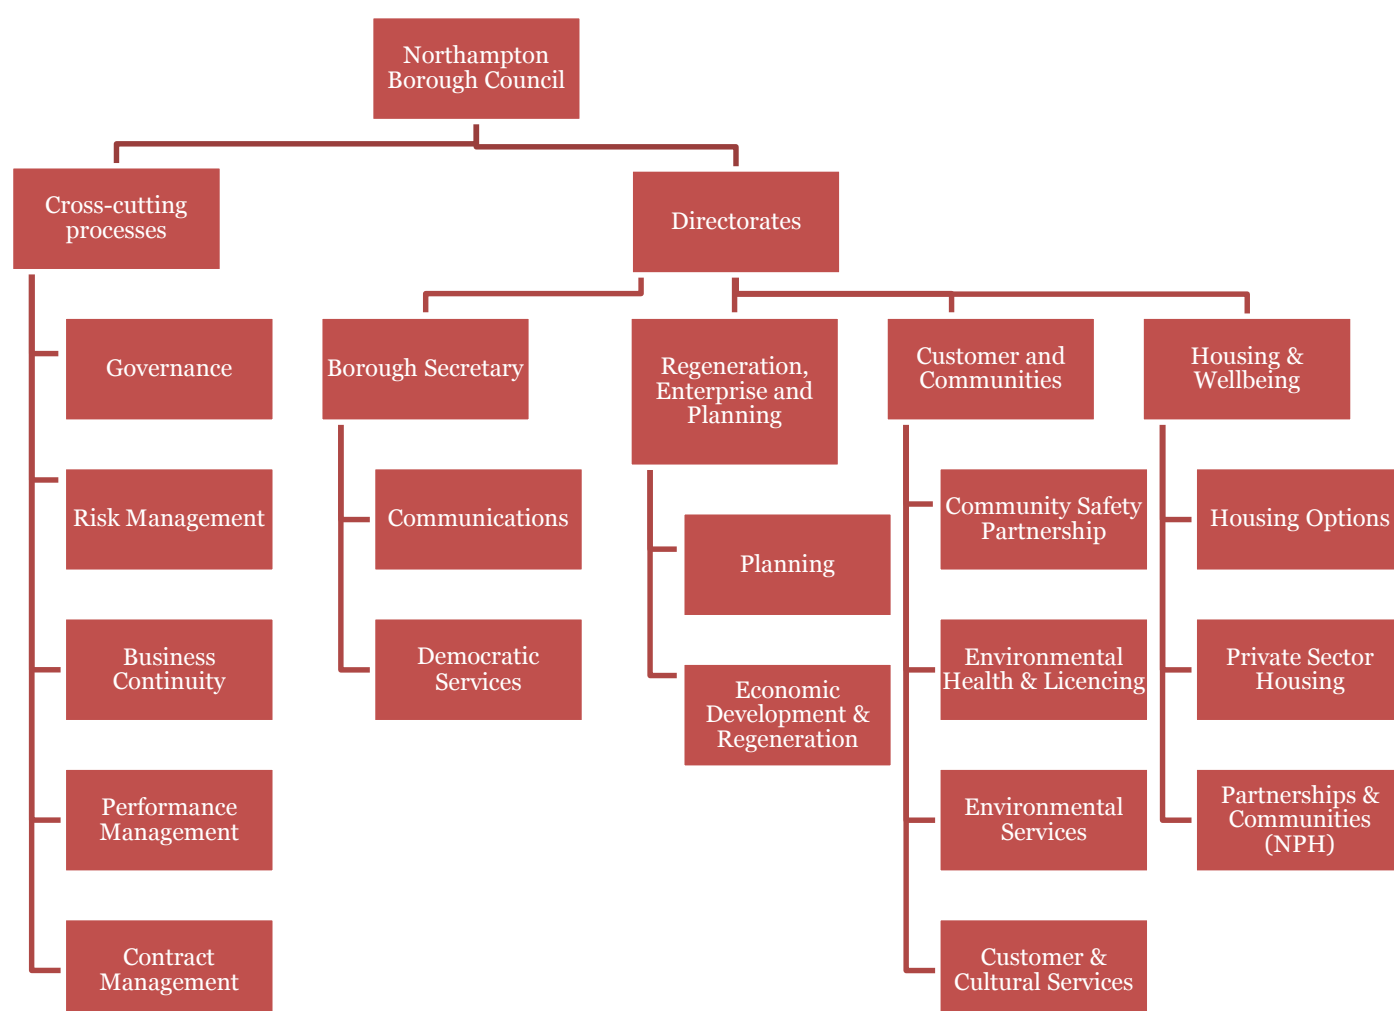 Northampton
Borough Council
Cross-cutting
processes
Directorates
Governance
Risk Management
Business
Continuity
Performance
Management
Contract
Management
Borough Secretary
Communications
Democratic
Services
Regeneration,
Enterprise and
Planning
Planning
Economic
Development &
Regeneration
Customer and
Communities
Community Safety
Partnership
Environmental
Health & Licencing
Environmental
Services
Customer &
Cultural Services
Housing &
Wellbeing
Housing Options
Private Sector
Housing
Partnerships &
Communities
(NPH)